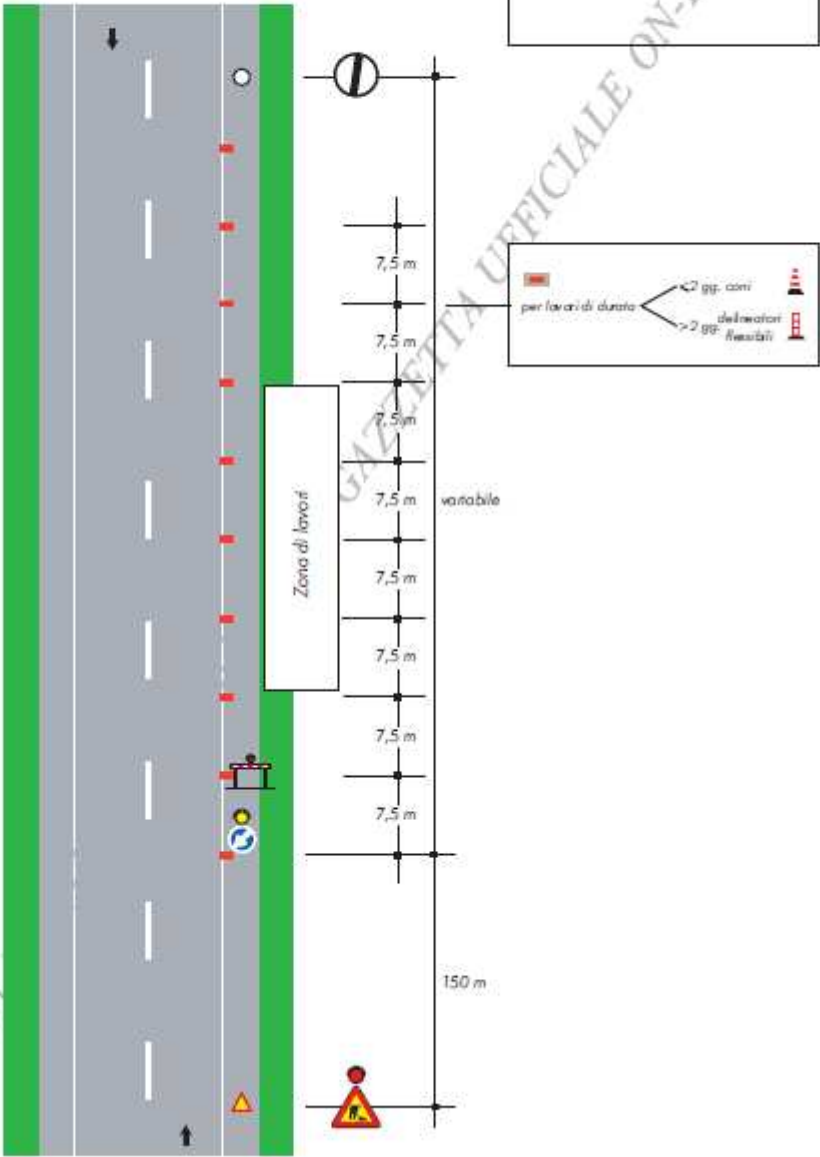 GAZZETTA UFFICIALE ON-
7,5 m
7,5 m
7,5 m
7,5 m
7,5 m
7,5 m
7,5 m
7,5 m
variabile
150 m
Zona di lavori
per lavori di durata
<2 gg. coni
>2 gg. delineatori
flessibili